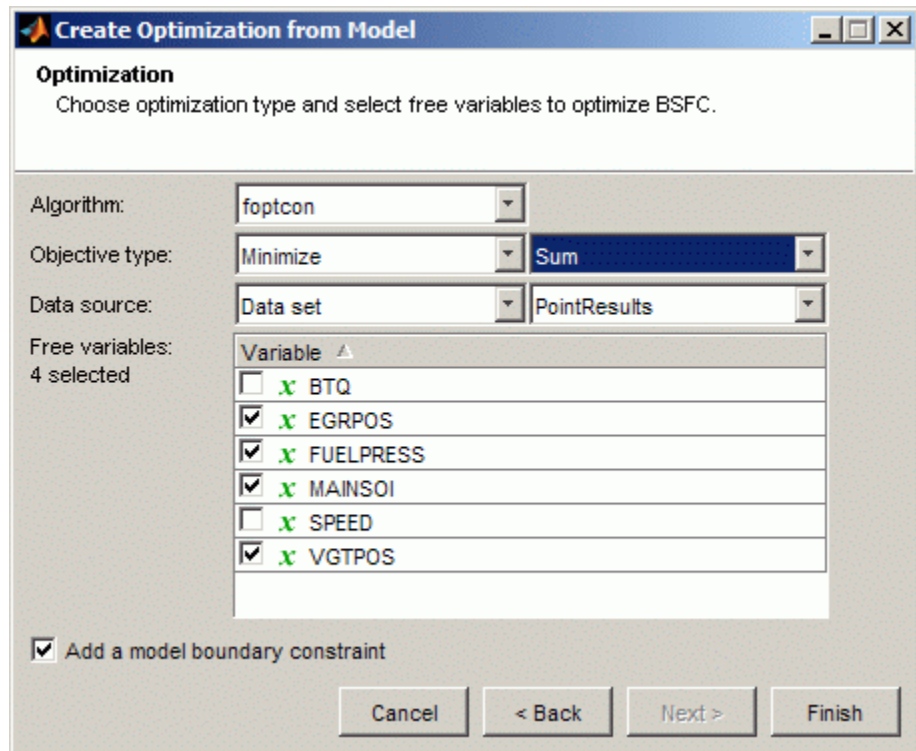 Create Optimization from Model
Optimization
Choose optimization type and select free variables to optimize BSFC.
Algorithm: foptcon
Objective type: Minimize Sum
Data source: Data set PointResults
Free variables:
4 selected
Variable
x BTQ
x EGRPOS
x FUELPRESS
x MAINSOI
x SPEED
x VGTPOS
Add a model boundary constraint
Cancel < Back Next > Finish